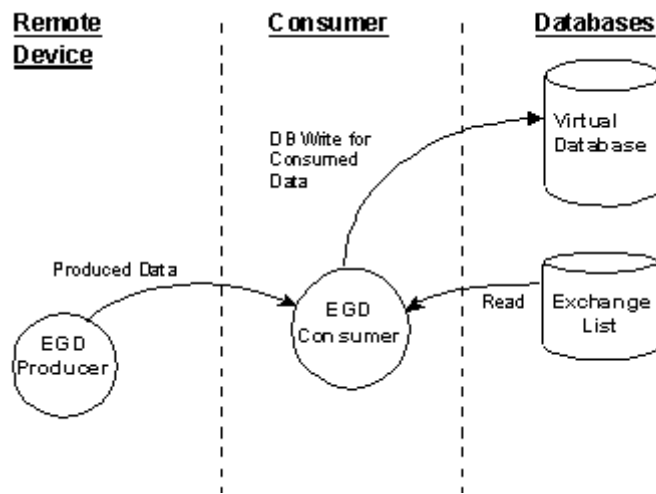 Remote
Device
Consumer
Databases
DB Write for
Consumed
Data
Virtual
Database
Produced Data
EGD
Producer
EGD
Consumer
Read
Exchange
List